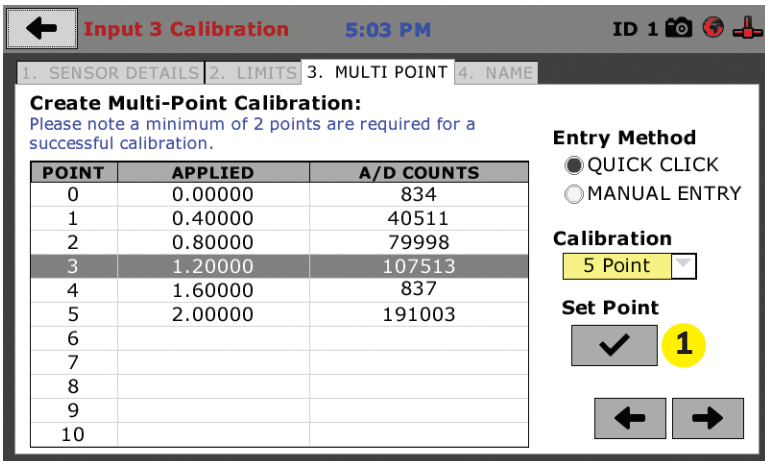 Input 3 Calibration 5:03 PM ID 1
1. SENSOR DETAILS 2. LIMITS 3. MULTI POINT 4. NAME
Create Multi-Point Calibration:
Please note a minimum of 2 points are required for a
successful calibration.
POINT APPLIED A/D COUNTS
0 0.00000 834
1 0.40000 40511
2 0.80000 79998
3 1.20000 107513
4 1.60000 837
5 2.00000 191003
6
7
8
9
10
Entry Method
QUICK CLICK
MANUAL ENTRY
Calibration
5 Point
Set Point
1